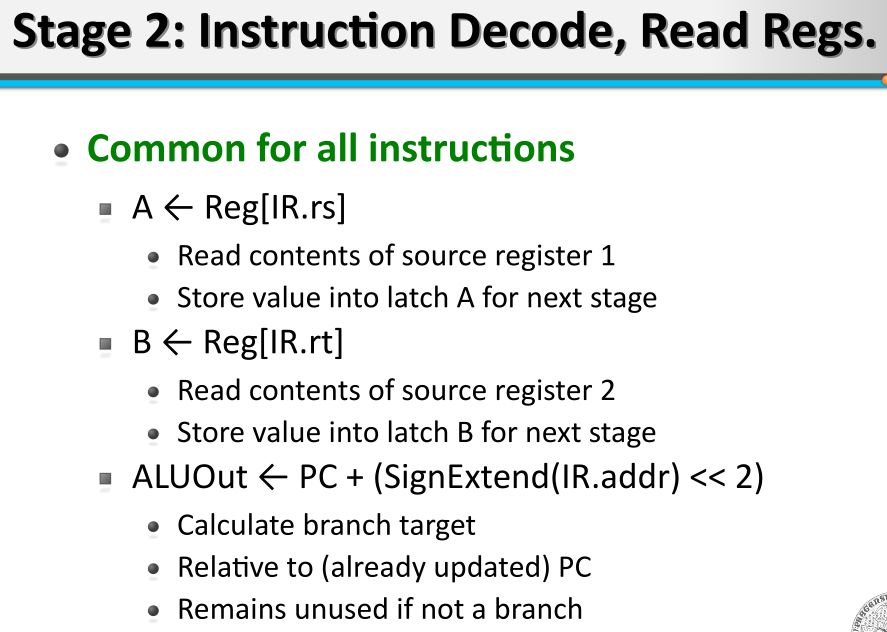 Stage 2: Instruction Decode, Read Regs.
Common for all instructions
A ← Reg[IR.rs]
Read contents of source register 1
Store value into latch A for next stage
B ← Reg[IR.rt]
Read contents of source register 2
Store value into latch B for next stage
ALUOut ← PC + (SignExtend(IR.addr) << 2)
Calculate branch target
Relative to (already updated) PC
Remains unused if not a branch